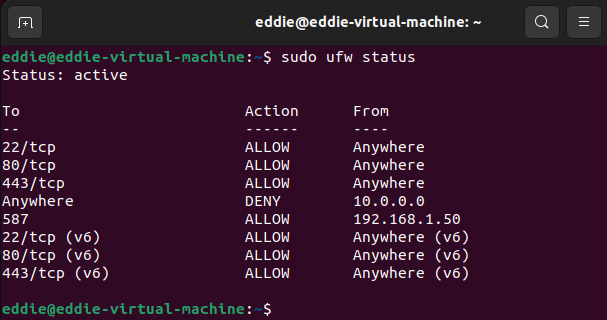 eddie@eddie-virtual-machine: ~
eddie@eddie-virtual-machine:~$ sudo ufw status
Status: active
To Action From
-- ------ ----
22/tcp ALLOW Anywhere
80/tcp ALLOW Anywhere
443/tcp ALLOW Anywhere
Anywhere DENY 10.0.0.0
587 ALLOW 192.168.1.50
22/tcp (v6) ALLOW Anywhere (v6)
80/tcp (v6) ALLOW Anywhere (v6)
443/tcp (v6) ALLOW Anywhere (v6)
eddie@eddie-virtual-machine:~$